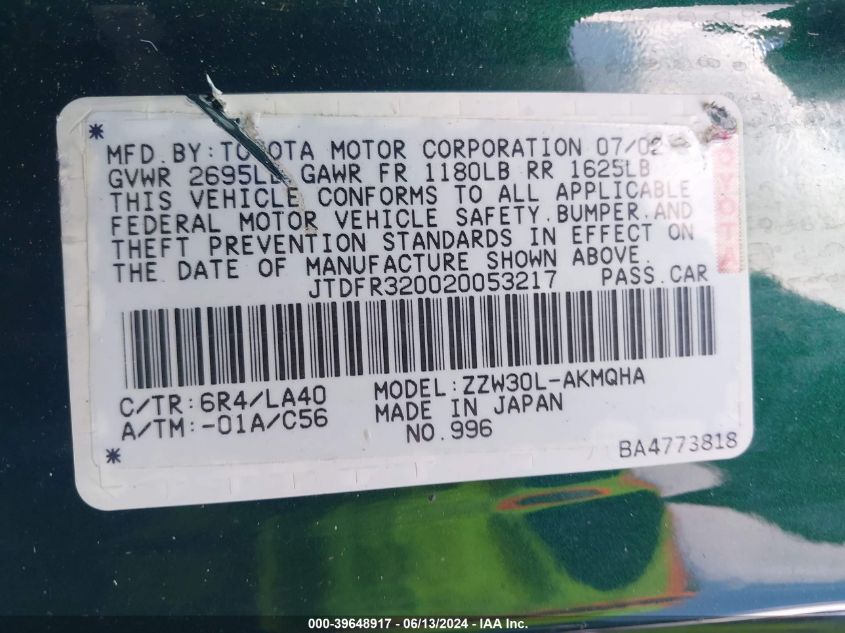 MFD. BY: TOYOTA MOTOR CORPORATION 07/02
GVWR 2695LB GAWR FR 1180LB RR 1625LB
THIS VEHICLE CONFORMS TO ALL APPLICABLE
FEDERAL MOTOR VEHICLE SAFETY. BUMPER. AND
THEFT PREVENTION STANDARDS IN EFFECT ON
THE DATE OF MANUFACTURE SHOWN ABOVE.
JTDFR320020053217 PASS. CAR
C/TR: 6R4/LA40 MODEL: ZZW30L-AKMQHA
A/TM: -01A/C56 MADE IN JAPAN
NO. 996
BA4773818
TOYOTA
000-39648917 / 06/13/2024 - IAA Inc.